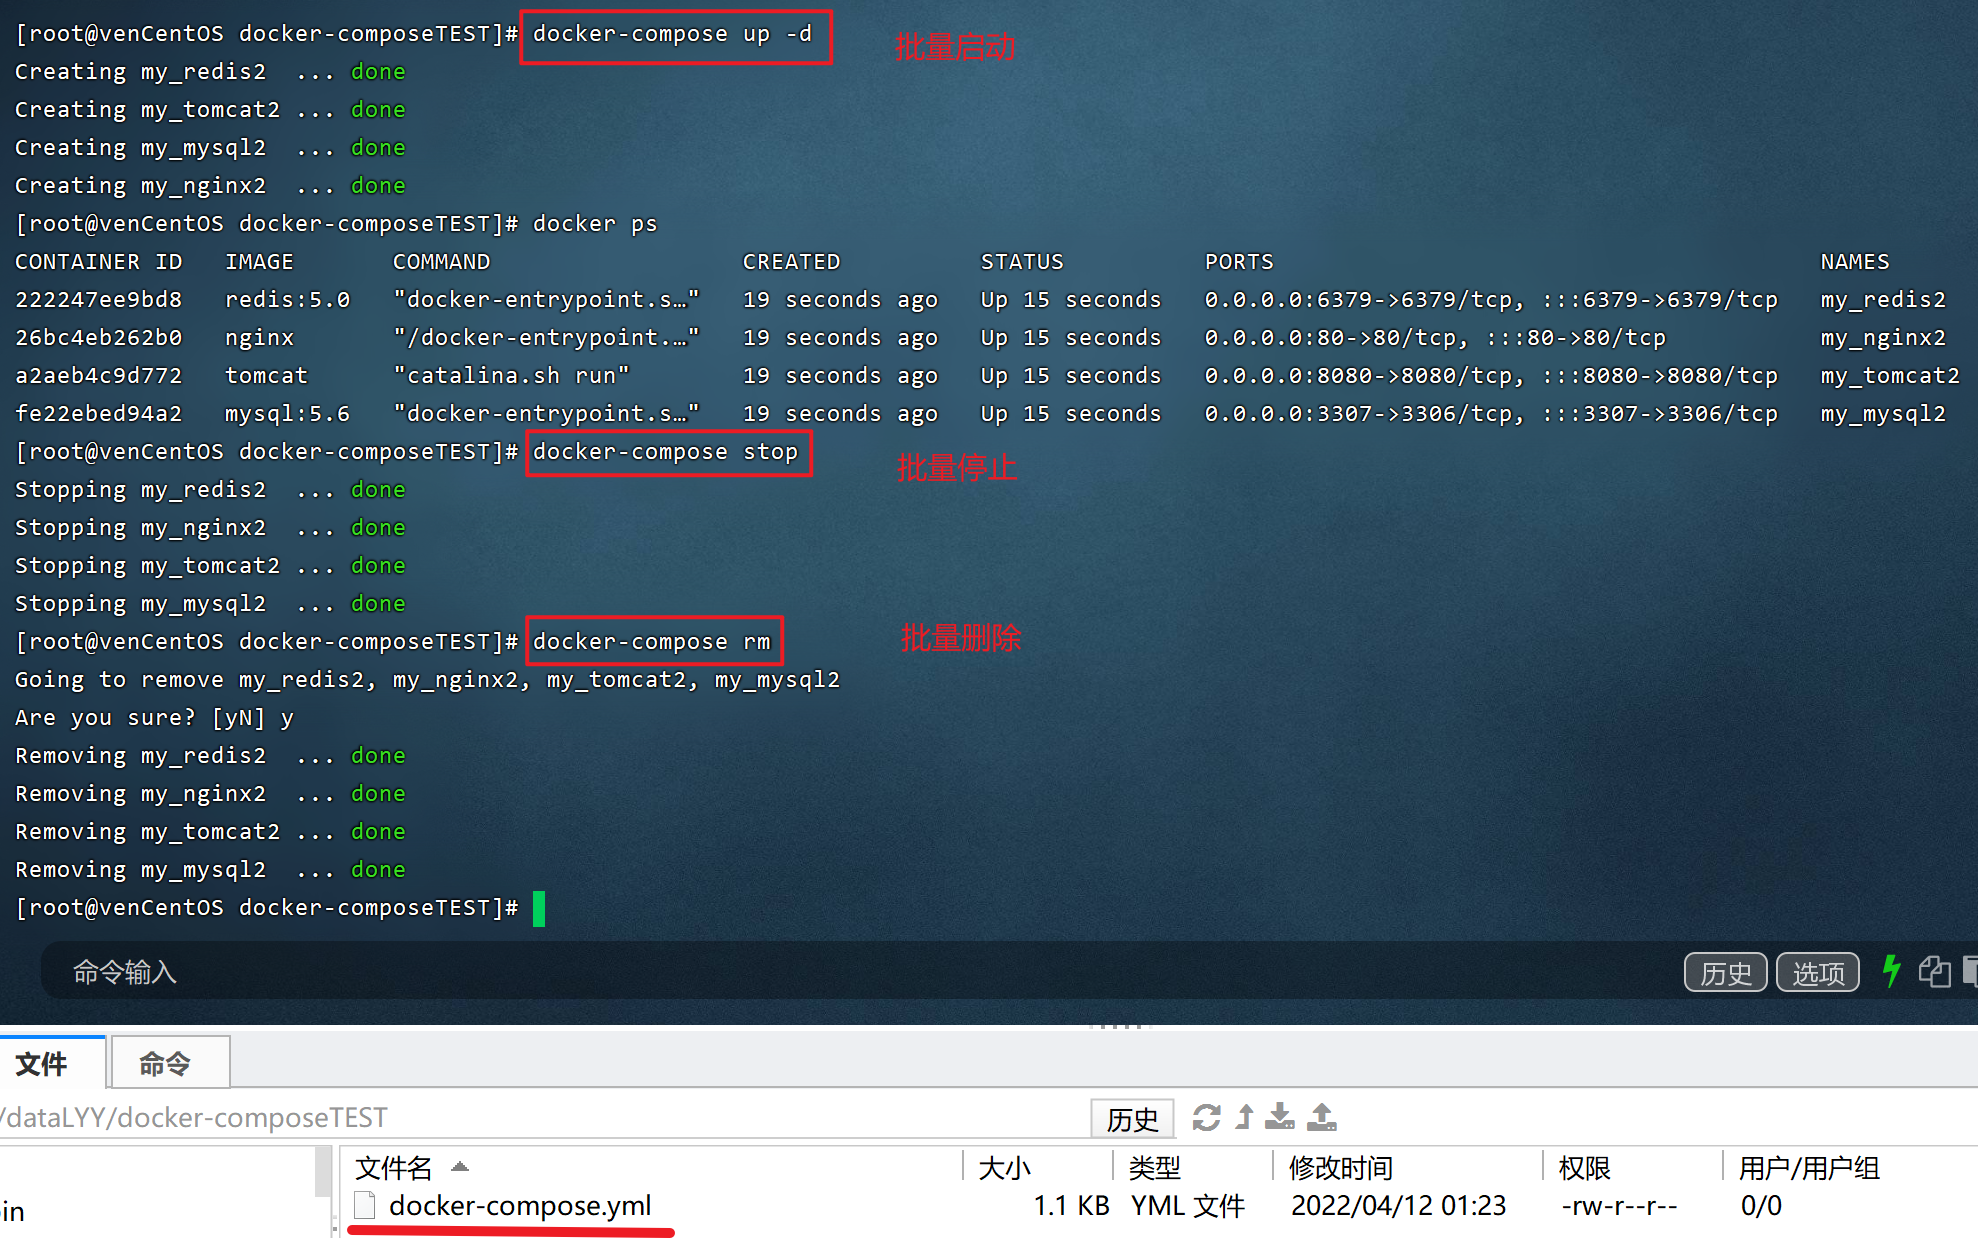 [root@venCentOS docker-composeTEST]# docker-compose up -d 批量启动
Creating my_redis2  ... done
Creating my_tomcat2 ... done
Creating my_mysql2  ... done
Creating my_nginx2  ... done
[root@venCentOS docker-composeTEST]# docker ps
CONTAINER ID   IMAGE       COMMAND                  CREATED          STATUS          PORTS                                       NAMES
222247ee9bd8   redis:5.0   "docker-entrypoint.s…"   19 seconds ago   Up 15 seconds   0.0.0.0:6379->6379/tcp, :::6379->6379/tcp   my_redis2
26bc4eb262b0   nginx       "/docker-entrypoint.…"   19 seconds ago   Up 15 seconds   0.0.0.0:80->80/tcp, :::80->80/tcp           my_nginx2
a2aeb4c9d772   tomcat      "catalina.sh run"        19 seconds ago   Up 15 seconds   0.0.0.0:8080->8080/tcp, :::8080->8080/tcp   my_tomcat2
fe22ebed94a2   mysql:5.6   "docker-entrypoint.s…"   19 seconds ago   Up 15 seconds   0.0.0.0:3307->3306/tcp, :::3307->3306/tcp   my_mysql2
[root@venCentOS docker-composeTEST]# docker-compose stop 批量停止
Stopping my_redis2  ... done
Stopping my_nginx2  ... done
Stopping my_tomcat2 ... done
Stopping my_mysql2  ... done
[root@venCentOS docker-composeTEST]# docker-compose rm 批量删除
Going to remove my_redis2, my_nginx2, my_tomcat2, my_mysql2
Are you sure? [yN] y
Removing my_redis2  ... done
Removing my_nginx2  ... done
Removing my_tomcat2 ... done
Removing my_mysql2  ... done
[root@venCentOS docker-composeTEST]#
命令输入 历史 选项
文件 命令
/dataLYY/docker-composeTEST 历史
文件名 大小 类型 修改时间 权限 用户/用户组
docker-compose.yml 1.1 KB YML 文件 2022/04/12 01:23 -rw-r--r-- 0/0
in